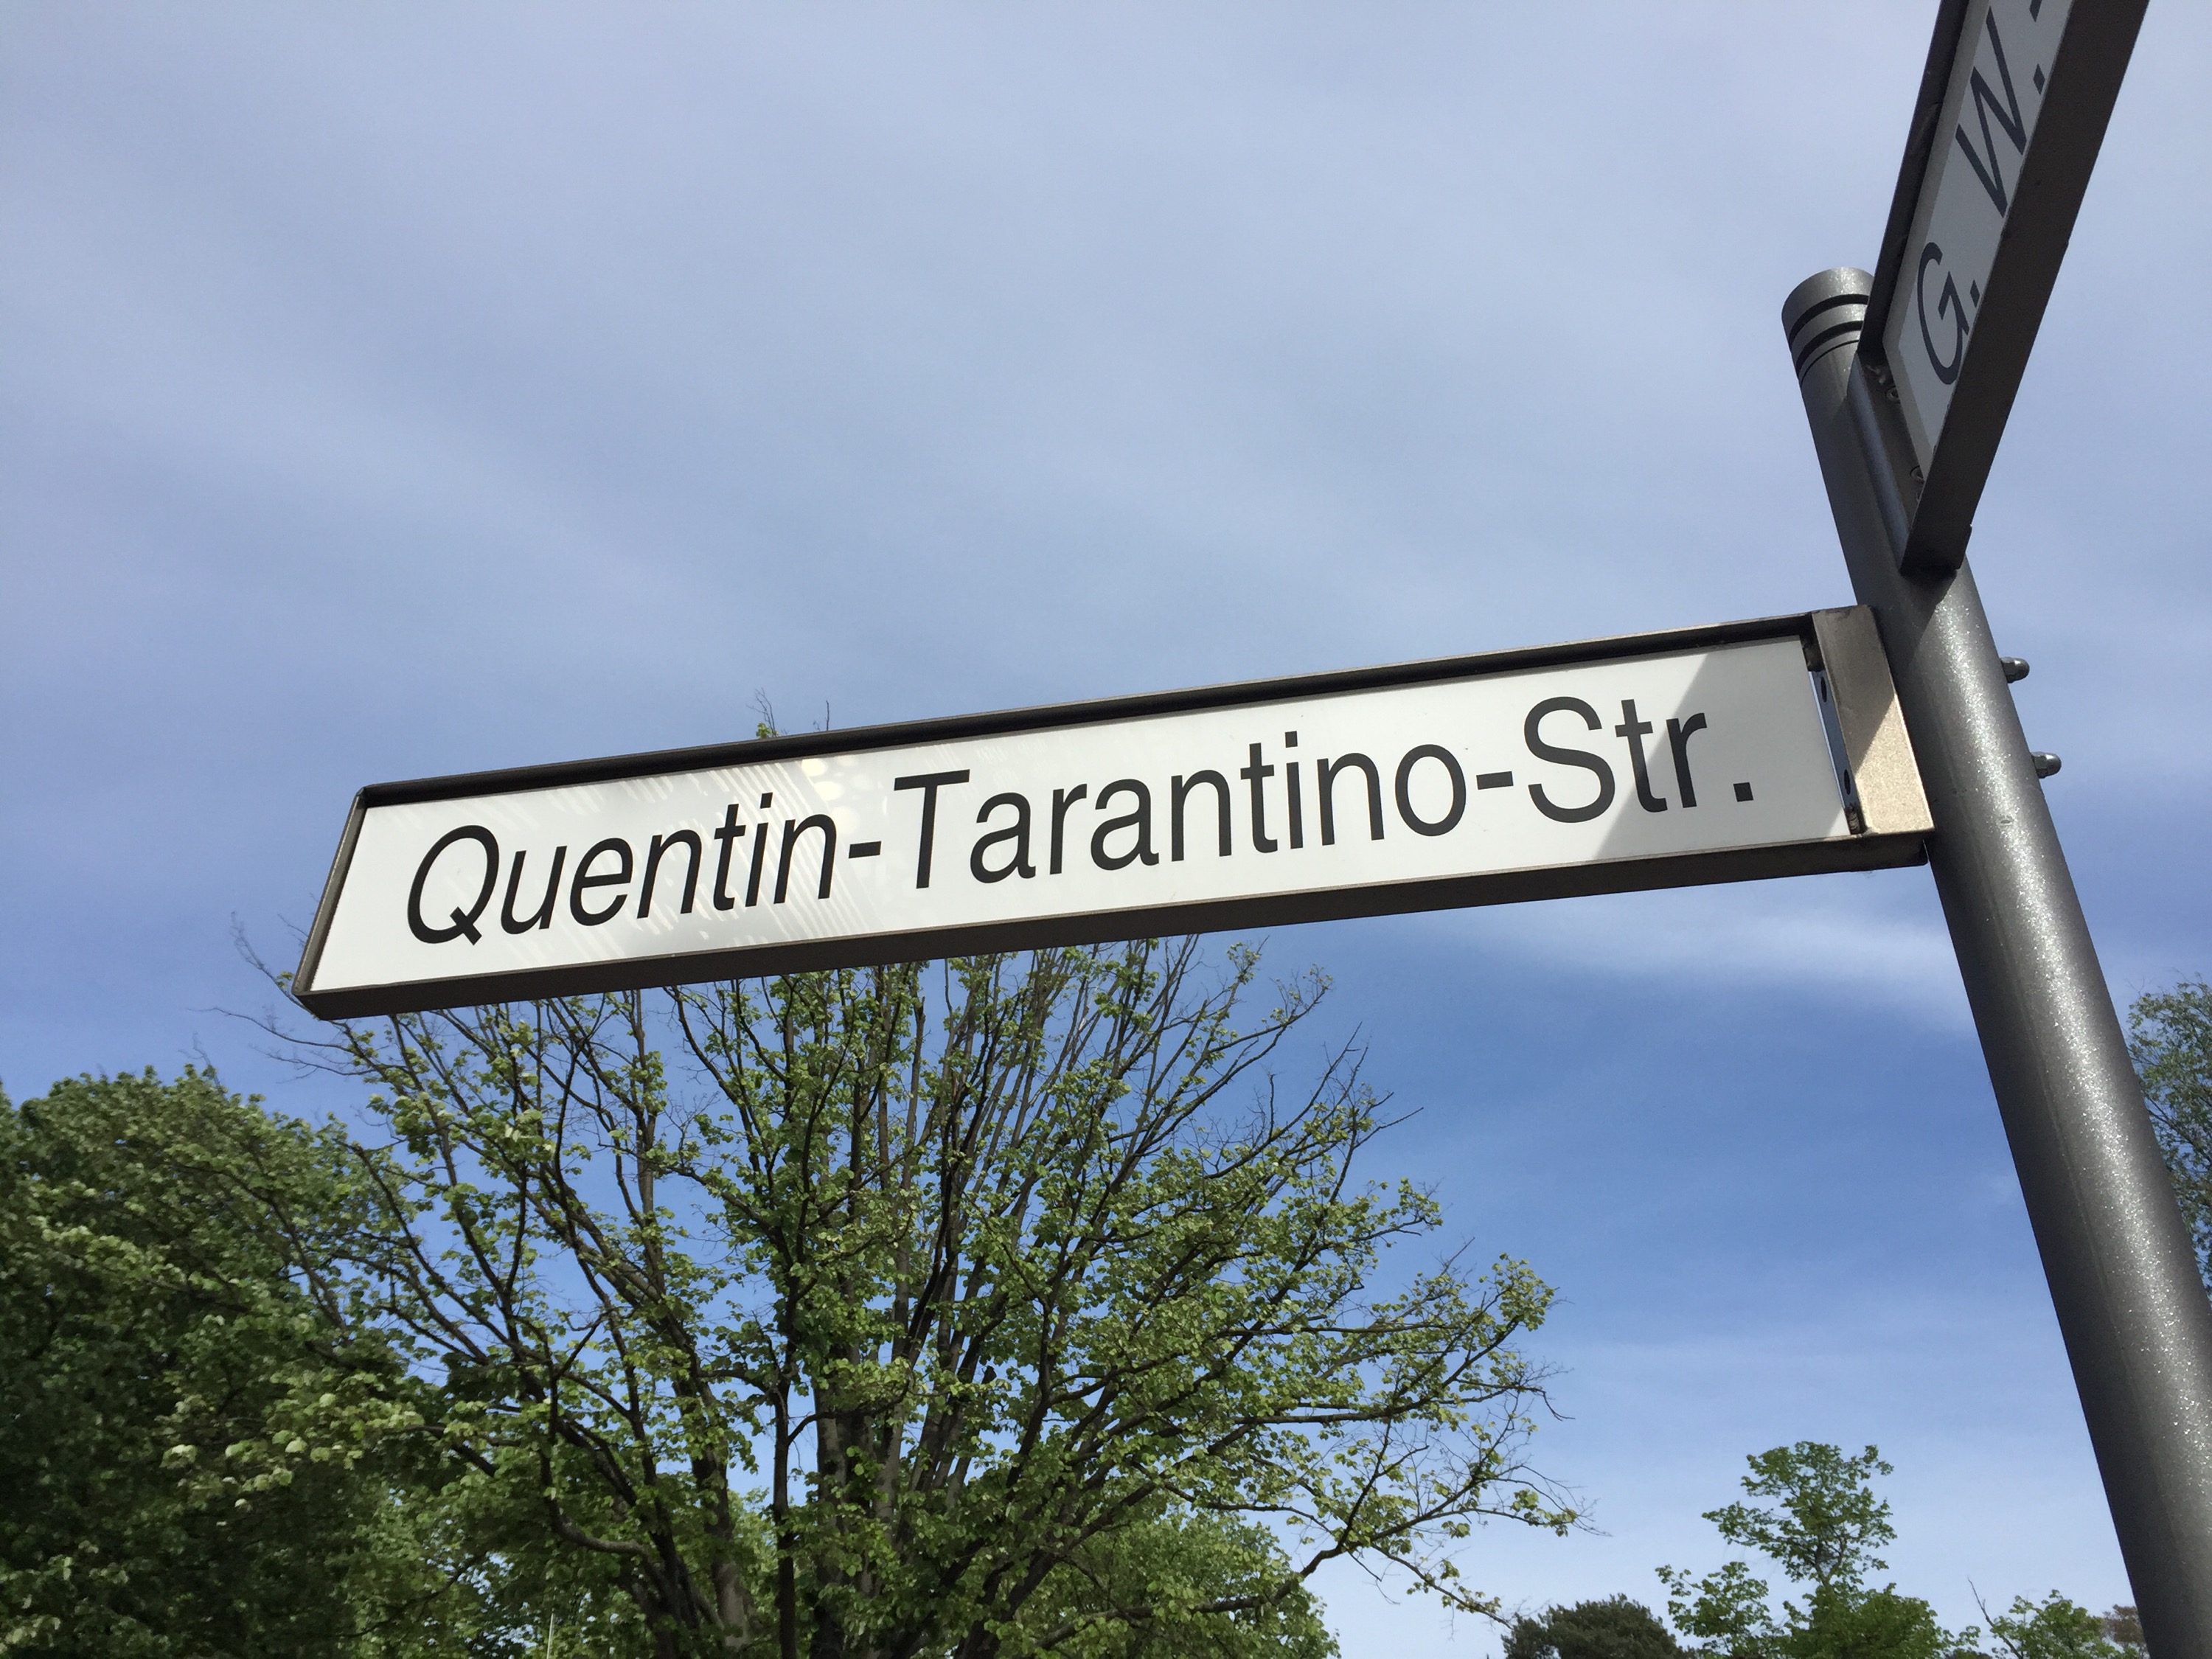 Quentin-Tarantino-Str.
G. W.